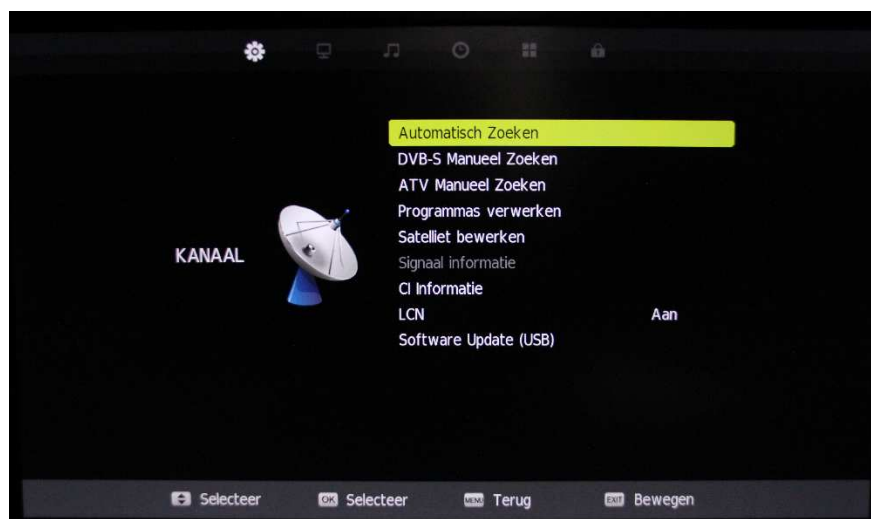 Automatisch Zoeken
DVB-S Manueel Zoeken
ATV Manueel Zoeken
Programmas verwerken
Satelliet bewerken
KANAAL
Signaal informatie
CI Informatie
LCN Aan
Software Update (USB)
Selecteer OK Selecteer MENU Terug EXIT Bewegen